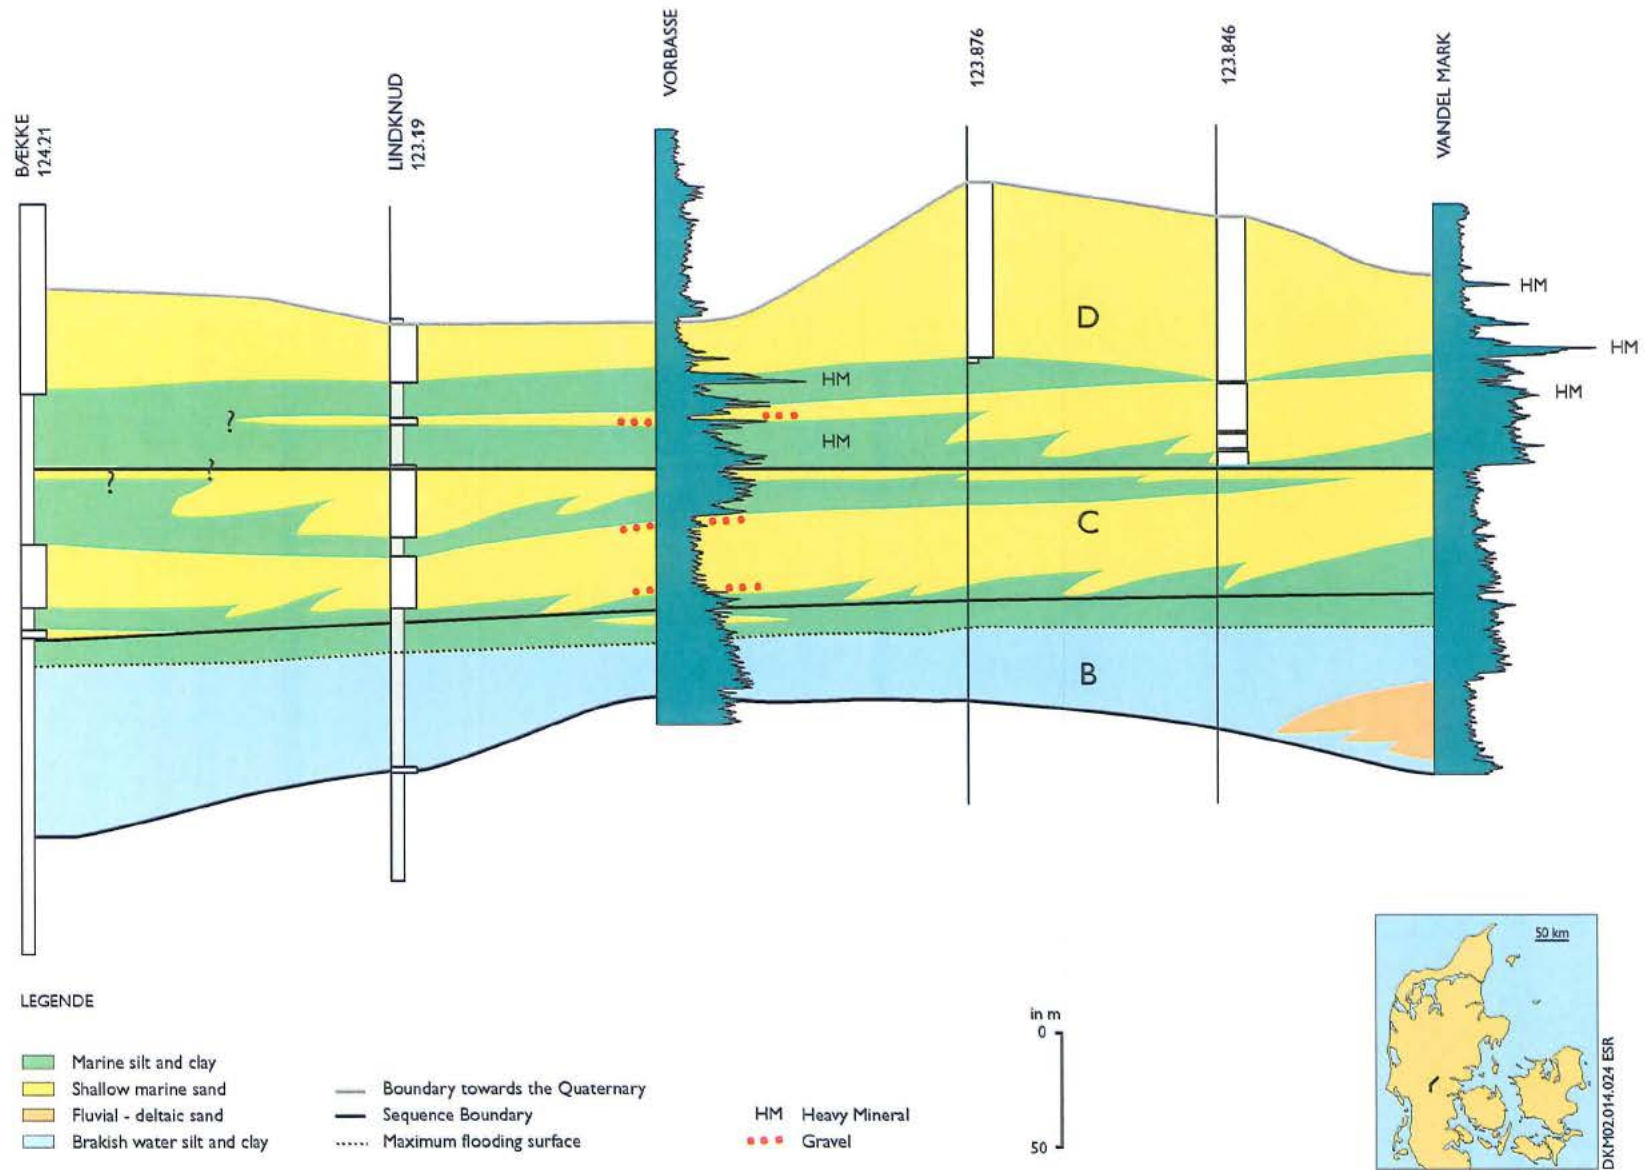 BÆKKE
124.21
LINDKNUD
123.19
VORBASSE
123.876
123.846
VANDEL MARK
HM
D
HM
HM
HM
?
HM
?
?
C
B
LEGENDE
50 km
in m
0
50
Marine silt and clay
Shallow marine sand
Fluvial - deltaic sand
Brakish water silt and clay
Boundary towards the Quaternary
Sequence Boundary
Maximum flooding surface
HM Heavy Mineral
Gravel
DKM02.014.024 ESR